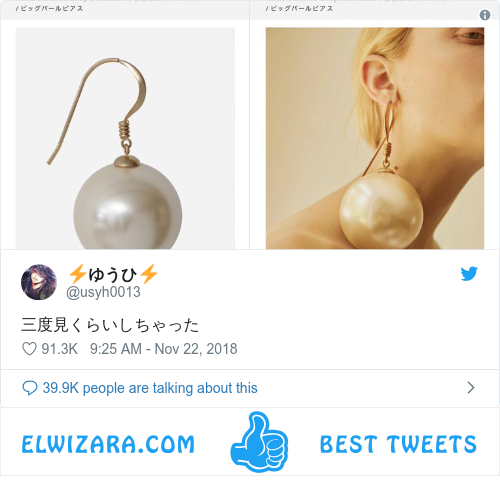 / ビッグパールピアス
/ ビッグパールピアス
⚡ゆうひ⚡
@usyh0013
三度見くらいしちゃった
91.3K 9:25 AM - Nov 22, 2018
39.9K people are talking about this
ELWIZARA.COM BEST TWEETS